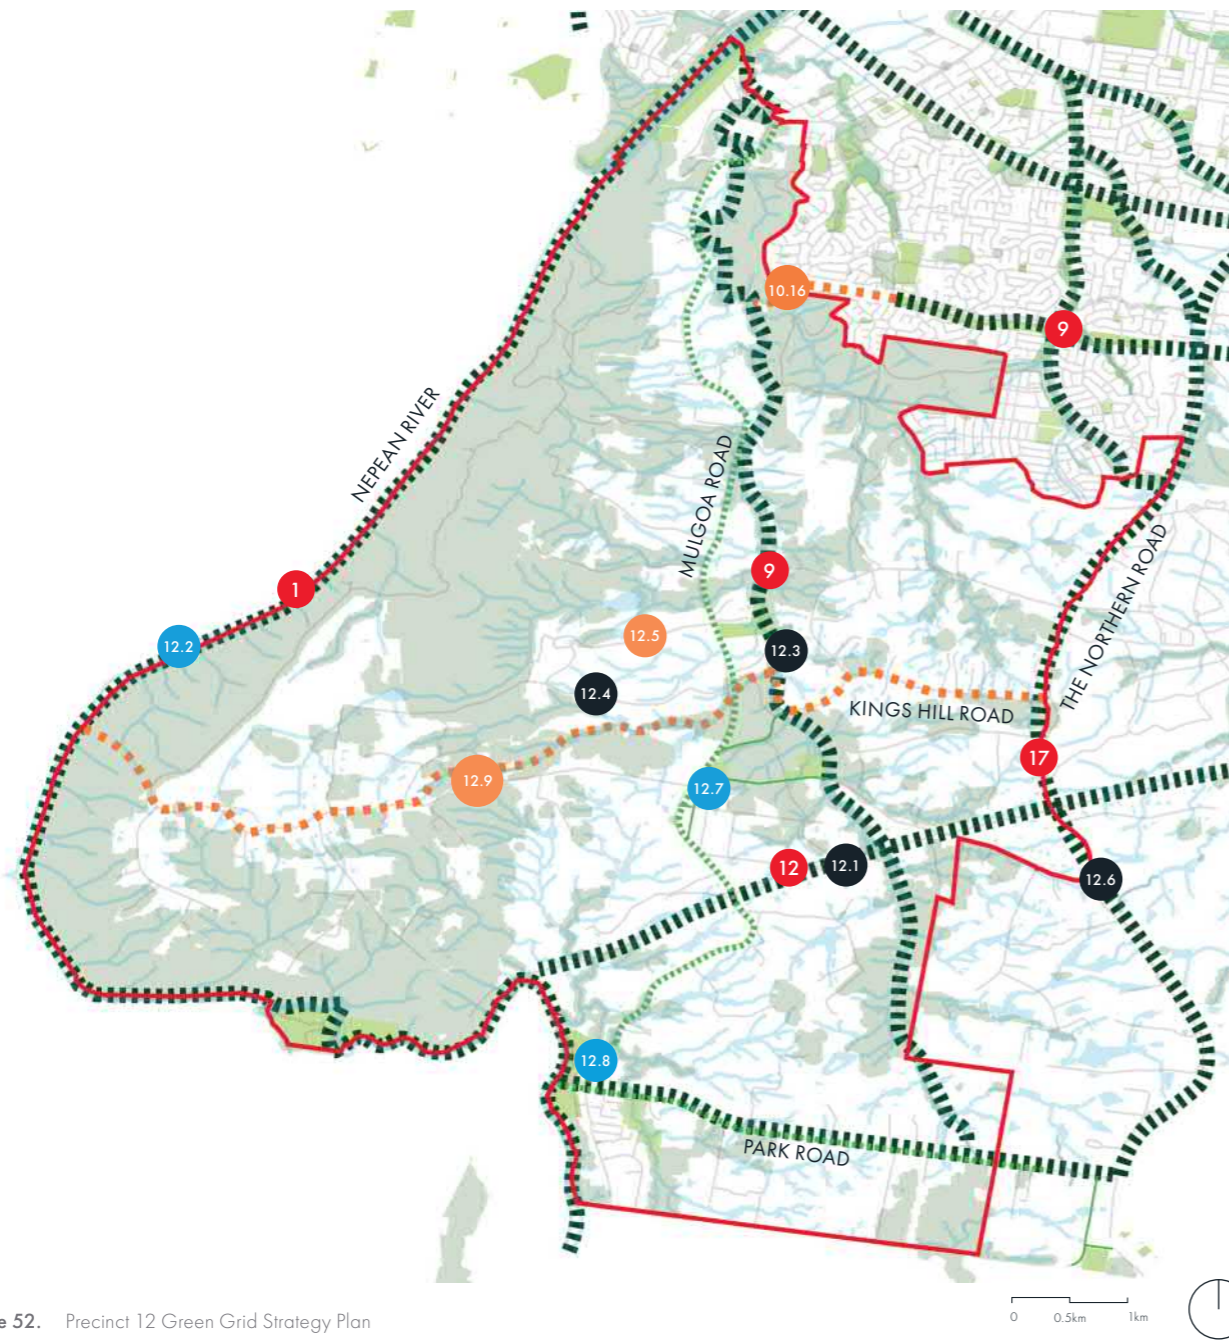 10.16
9
NEPEAN RIVER
MULGOA ROAD
THE NORTHERN ROAD
9
1
12.5
12.2
12.3
12.4
KINGS HILL ROAD
17
12.9
12.7
12
12.1
12.6
12.8
PARK ROAD
e 52. Precinct 12 Green Grid Strategy Plan
0 0.5km 1km